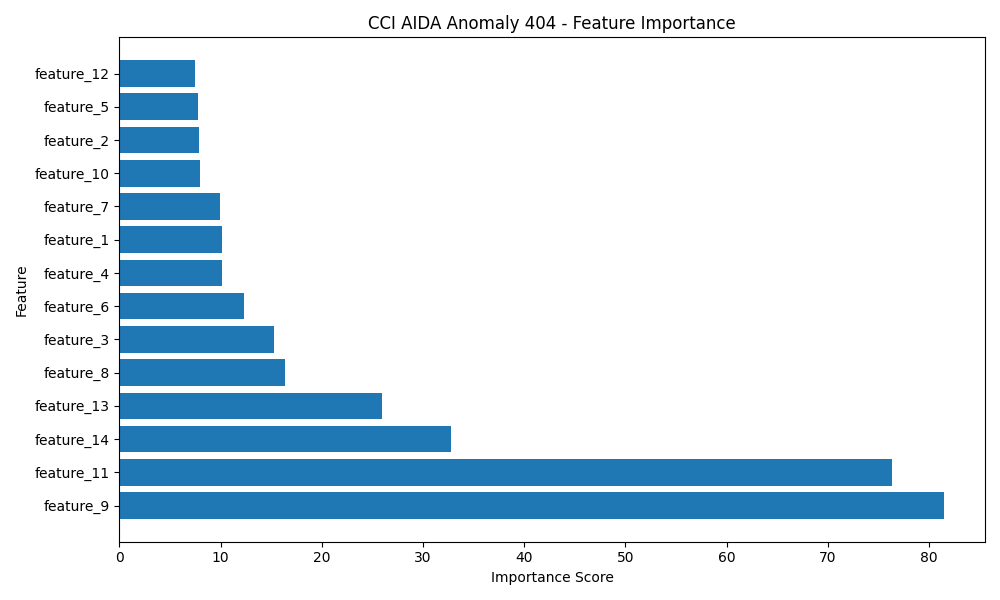 CCI AIDA Anomaly 404 - Feature Importance
feature_12
feature_5
feature_2
feature_10
feature_7
feature_1
feature_4
feature_6
feature_3
feature_8
feature_13
feature_14
feature_11
feature_9
Feature
0 10 20 30 40 50 60 70 80
Importance Score